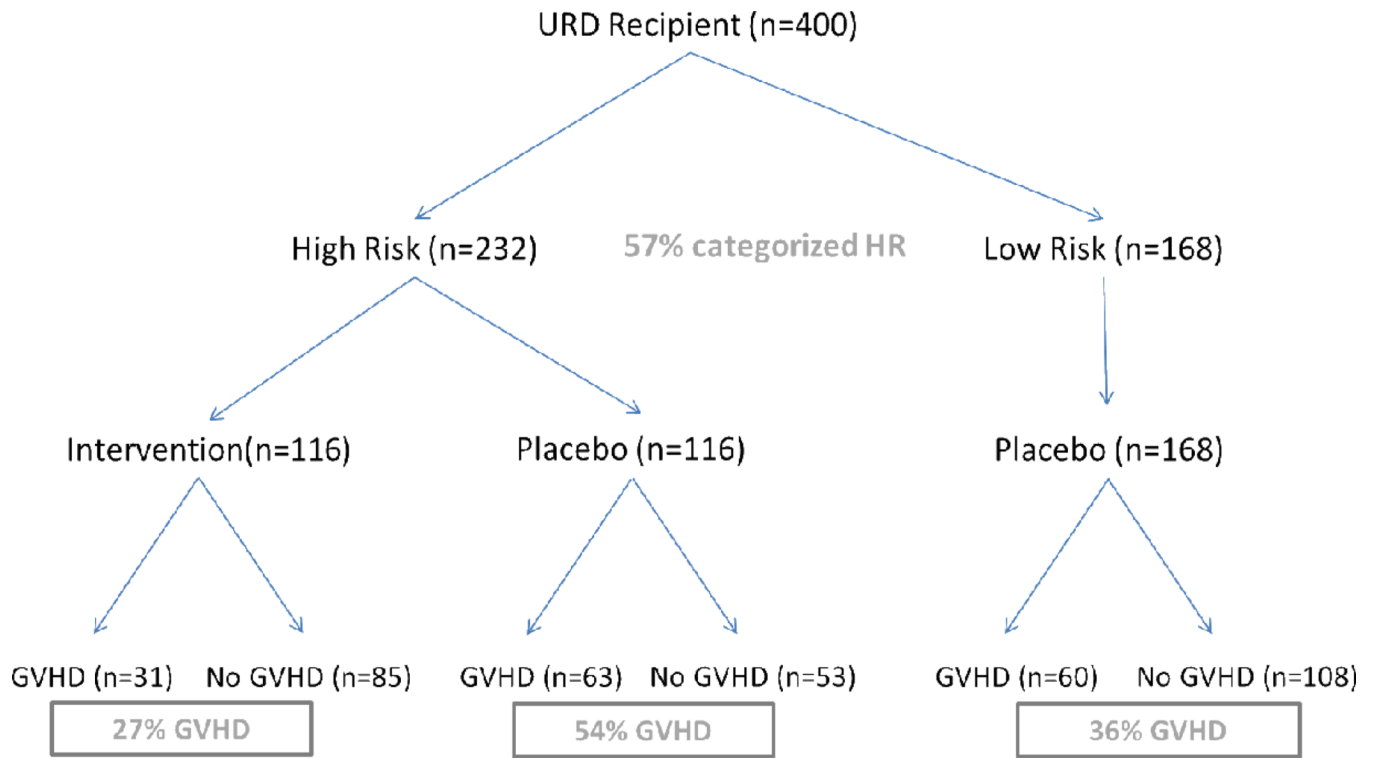 URD Recipient (n=400)
High Risk (n=232)
57% categorized HR
Low Risk (n=168)
Intervention(n=116)
Placebo (n=116)
Placebo (n=168)
GVHD (n=31)
No GVHD (n=85)
GVHD (n=63)
No GVHD (n=53)
GVHD (n=60)
No GVHD (n=108)
27% GVHD
54% GVHD
36% GVHD